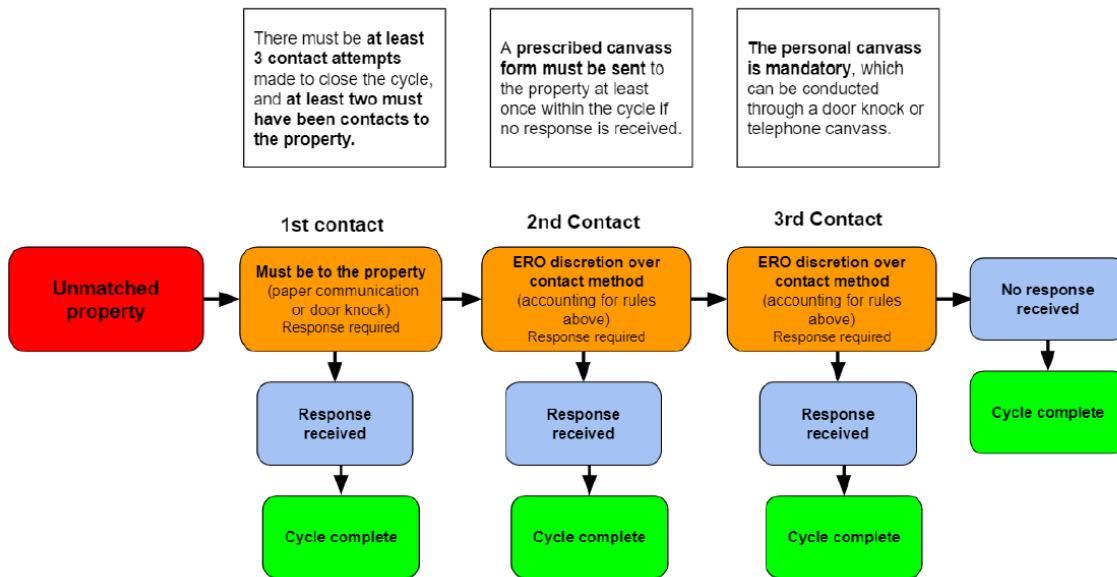 There must be at least
3 contact attempts
made to close the cycle,
and at least two must
have been contacts to
the property.
A prescribed canvass
form must be sent to
the property at least
once within the cycle if
no response is received.
The personal canvass
is mandatory, which
can be conducted
through a door knock or
telephone canvass.
1st contact
2nd Contact
3rd Contact
Unmatched
property
Must be to the property
(paper communication
or door knock)
Response required
ERO discretion over
contact method
(accounting for rules
above)
Response required
ERO discretion over
contact method
(accounting for rules
above)
Response required
No response
received
Response
received
Response
received
Response
received
Cycle complete
Cycle complete
Cycle complete
Cycle complete